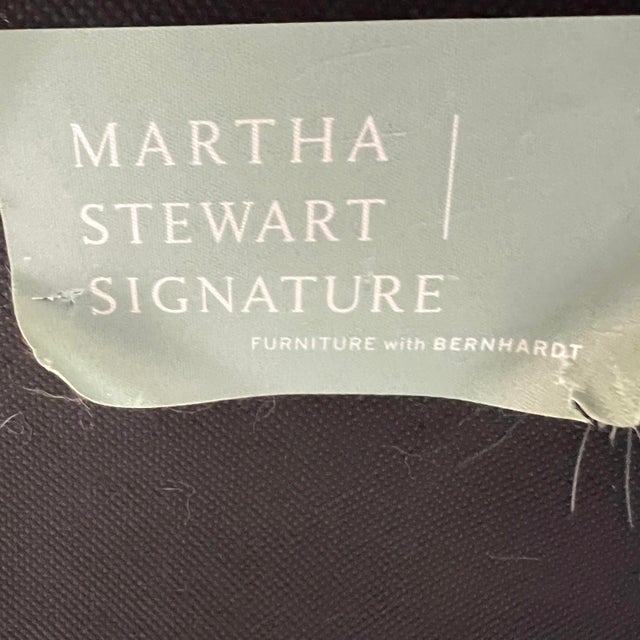 MARTHA
STEWART
SIGNATURE
FURNITURE with BERNHARDT